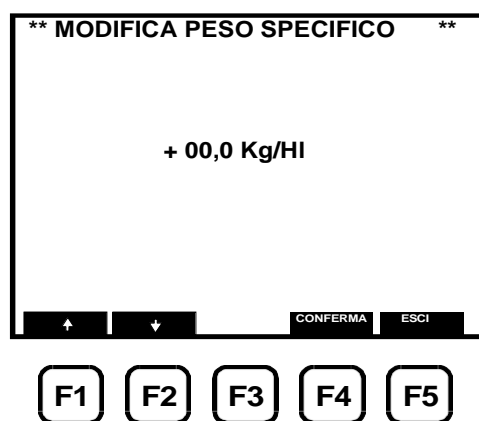 ** MODIFICA PESO SPECIFICO **
+ 00,0 Kg/Hl
CONFERMA ESCI
F1 F2 F3 F4 F5